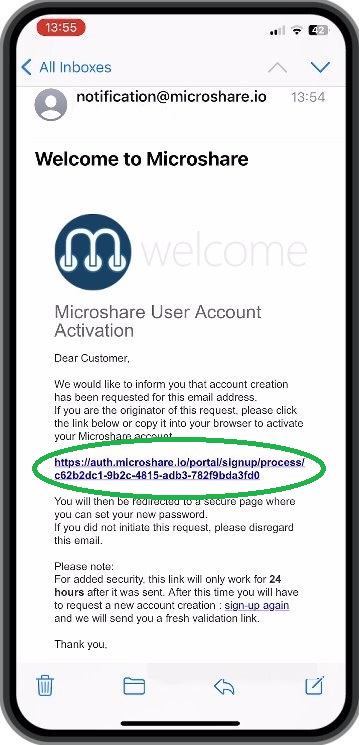 13:55
42
All Inboxes
notification@microshare.io 13:54
Welcome to Microshare
m welcome
Microshare User Account
Activation
Dear Customer,
We would like to inform you that account creation
has been requested for this email address.
If you are the originator of this request, please click
the link below or copy it into your browser to activate
your Microshare account
https://auth.microshare.io/portal/signup/process/
c62b2dc1-9b2c-4815-adb3-782f9bda3fd0
You will then be redirected to a secure page where
you can set your new password.
If you did not initiate this request, please disregard
this email.
Please note:
For added security, this link will only work for 24
hours after it was sent. After this time you will have
to request a new account creation : sign-up again
and we will send you a fresh validation link.
Thank you,